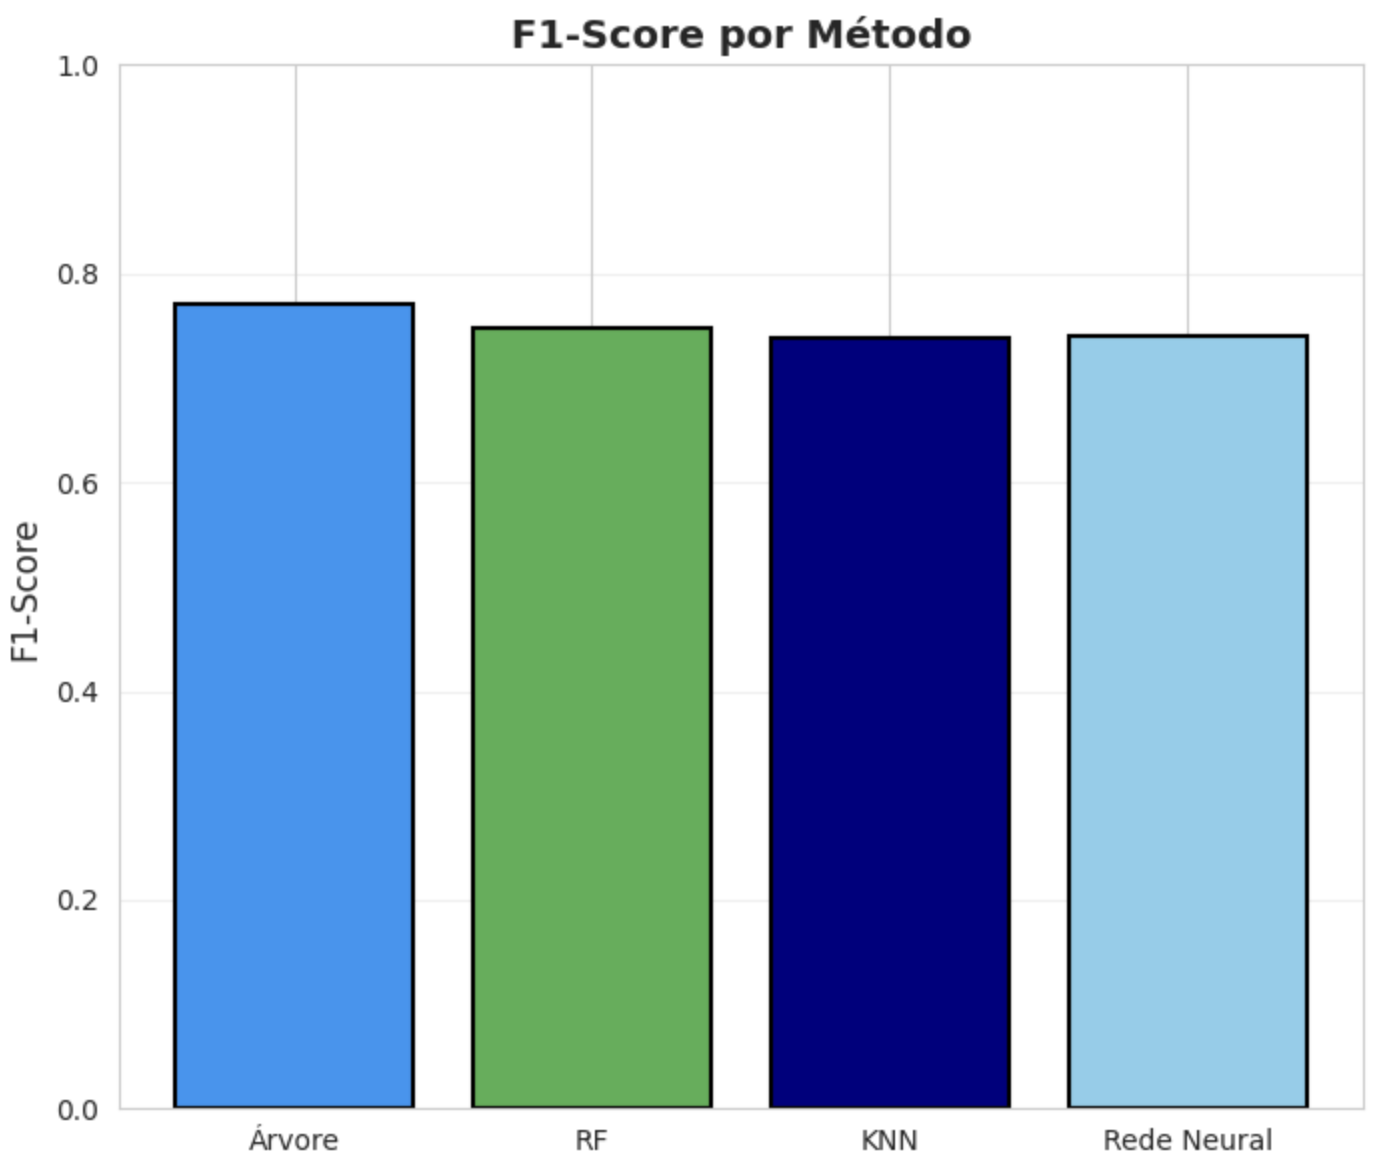 F1-Score por Método
1.0
0.8
0.6
0.4
0.2
0.0
F1-Score
Árvore
RF
KNN
Rede Neural